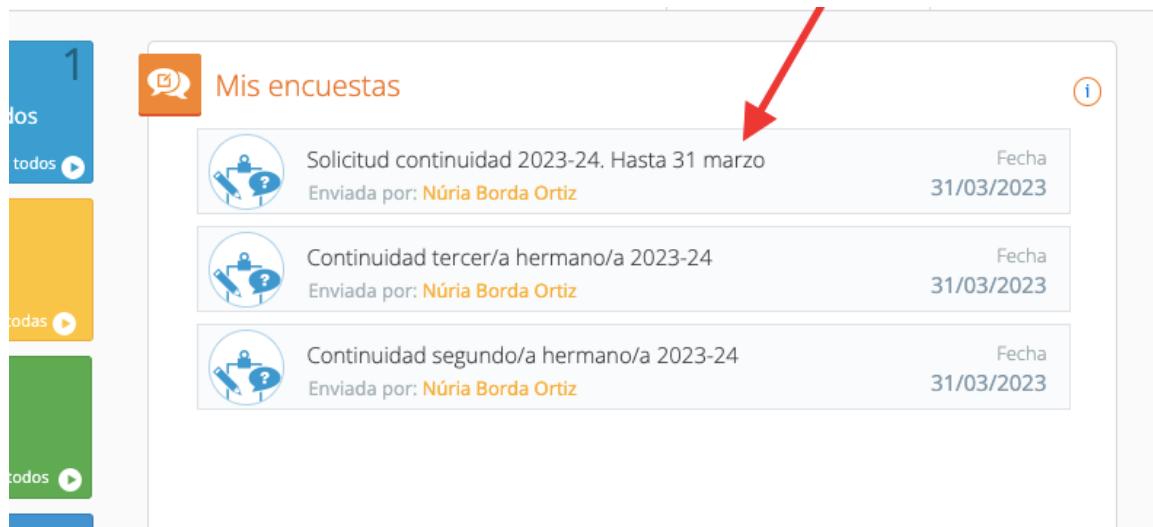 1
dos
todos
todas
todos
Mis encuestas
i
Solicitud continuidad 2023-24. Hasta 31 marzo
Enviada por: Núria Borda Ortiz
Fecha
31/03/2023
Continuidad tercer/a hermano/a 2023-24
Enviada por: Núria Borda Ortiz
Fecha
31/03/2023
Continuidad segundo/a hermano/a 2023-24
Enviada por: Núria Borda Ortiz
Fecha
31/03/2023